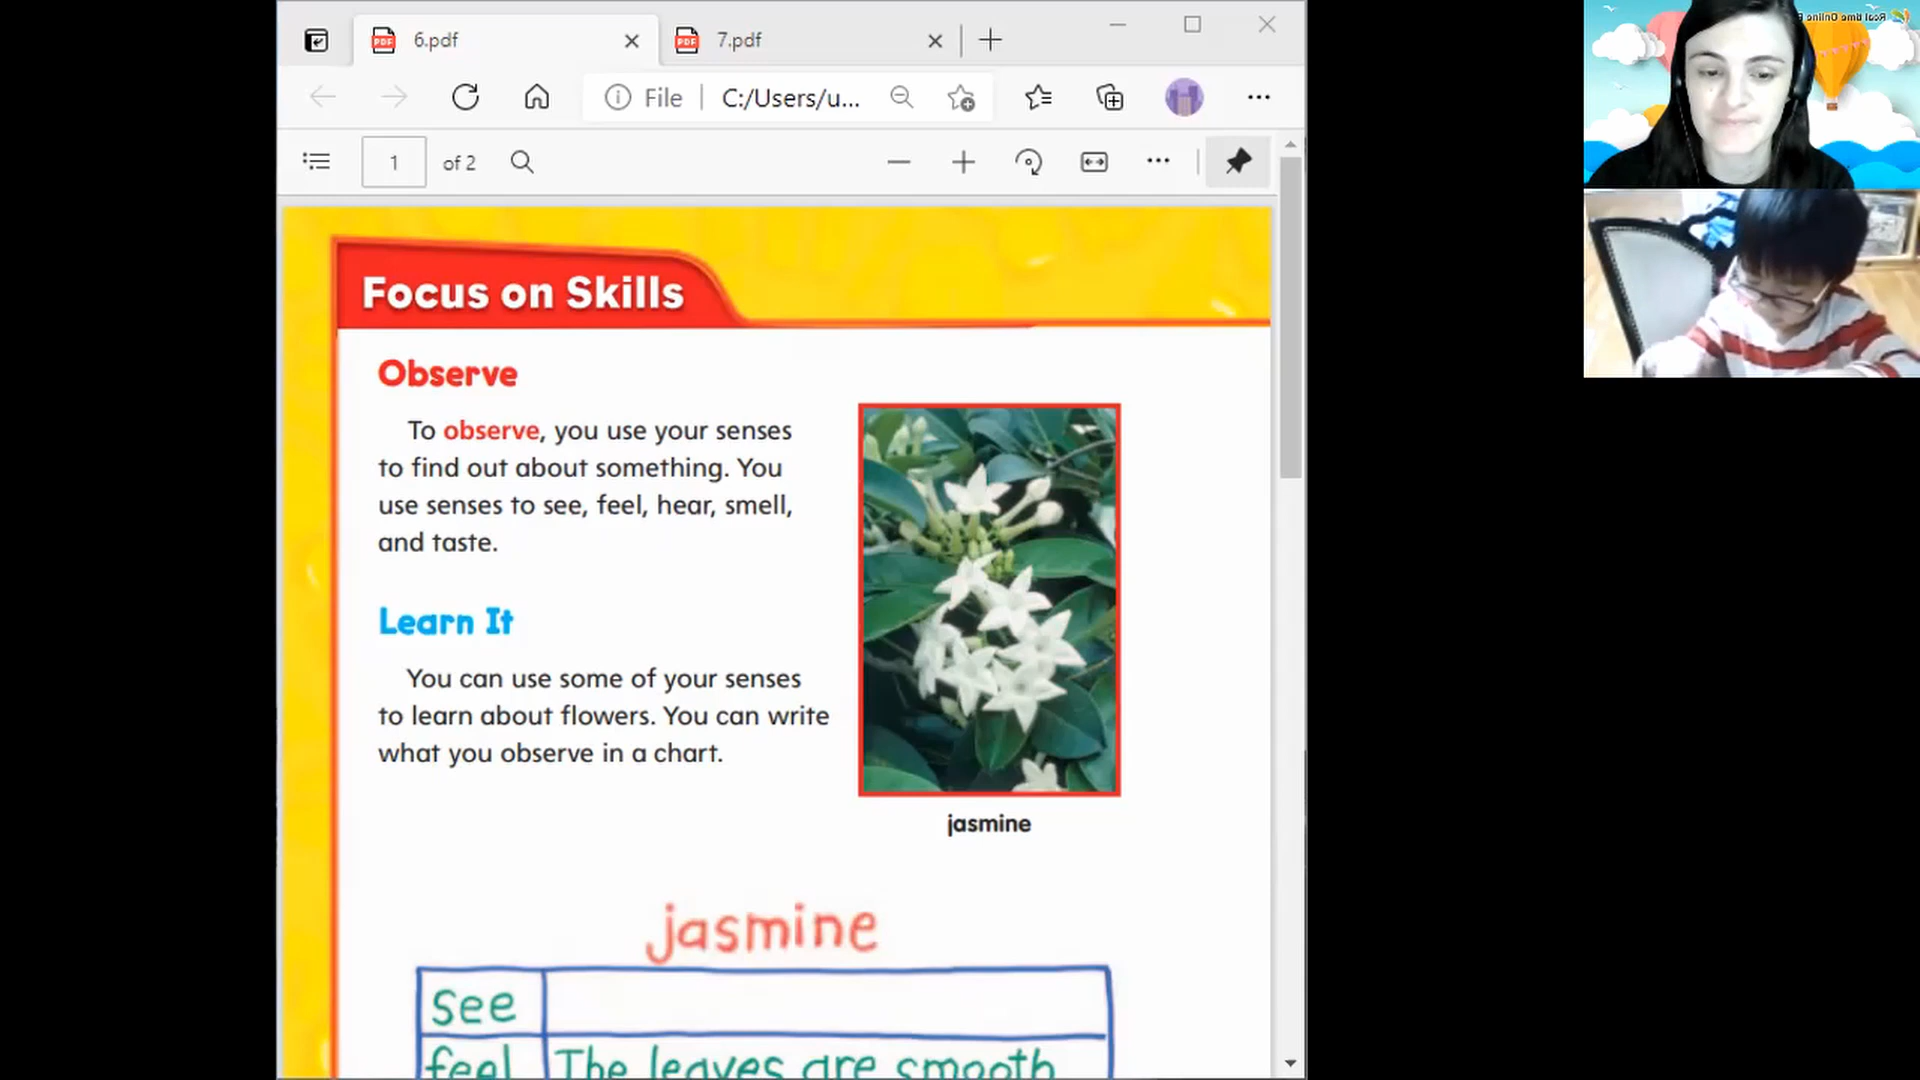 6.pdf
7.pdf
File
C:/Users/u...
1
of 2
Focus on Skills
Observe
To observe, you use your senses
to find out about something. You
use senses to see, feel, hear, smell,
and taste.
Learn It
You can use some of your senses
to learn about flowers. You can write
what you observe in a chart.
jasmine
jasmine
see
feel
The leaves are smooth
Real time Online